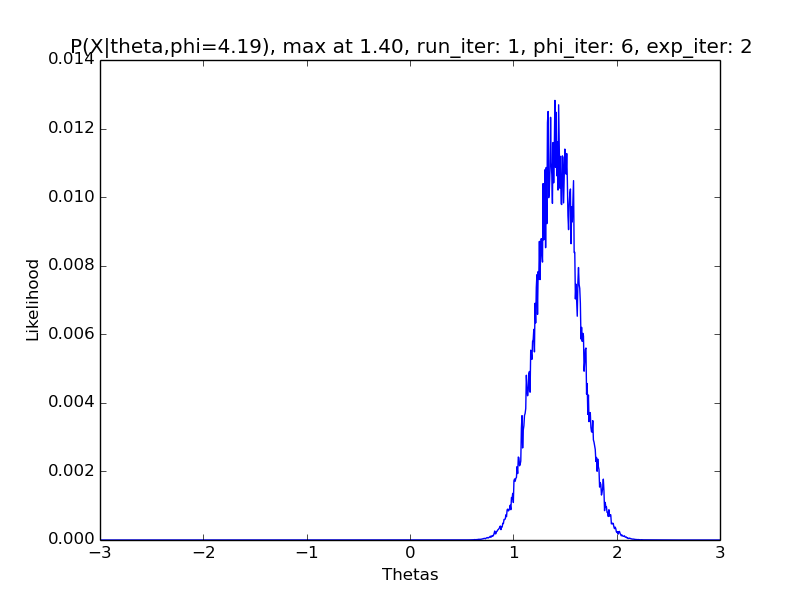 P(X|theta,phi=4.19), max at 1.40, run_iter: 1, phi_iter: 6, exp_iter: 2
0.014
0.012
0.010
0.008
0.006
0.004
0.002
0.000
Likelihood
−3 −2 −1 0 1 2 3
Thetas